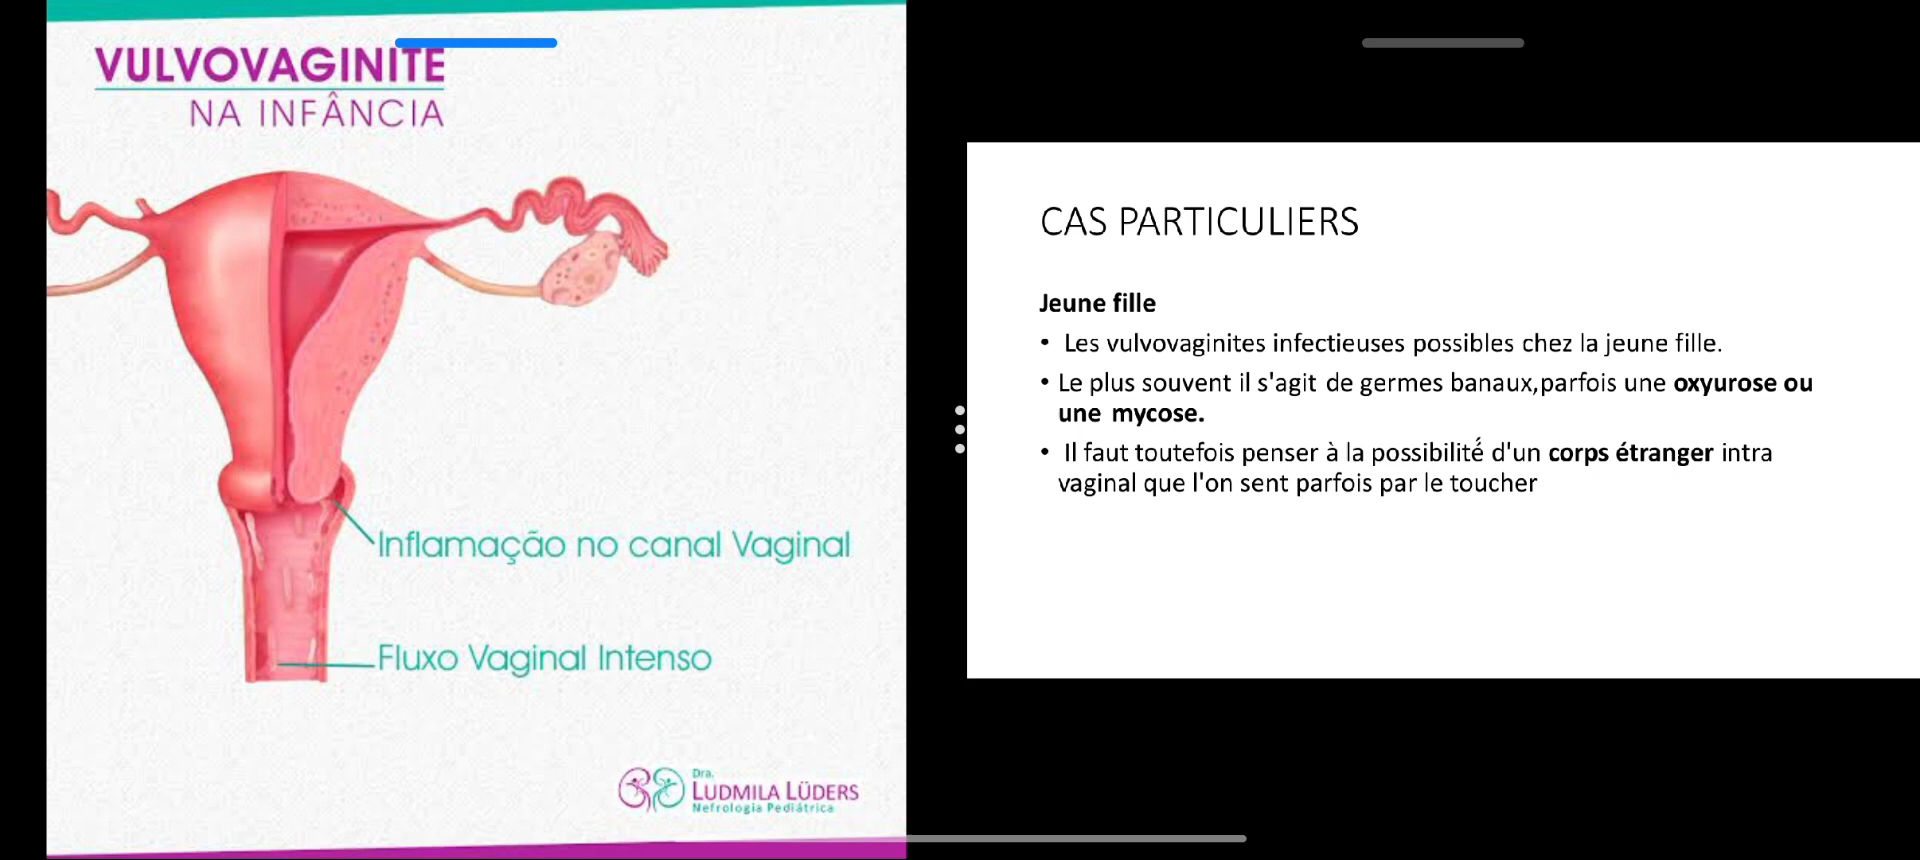 VULVOVAGINITE
NA INFÂNCIA
Inflamação no canal Vaginal
Fluxo Vaginal Intenso
Dra.
LUDMILA LÜDERS
Nefrologia Pediátrica
CAS PARTICULIERS
Jeune fille
• Les vulvovaginites infectieuses possibles chez la jeune fille.
• Le plus souvent il s'agit de germes banaux,parfois une oxyurose ou
une mycose.
• Il faut toutefois penser à la possibilité d'un corps étranger intra
vaginal que l'on sent parfois par le toucher